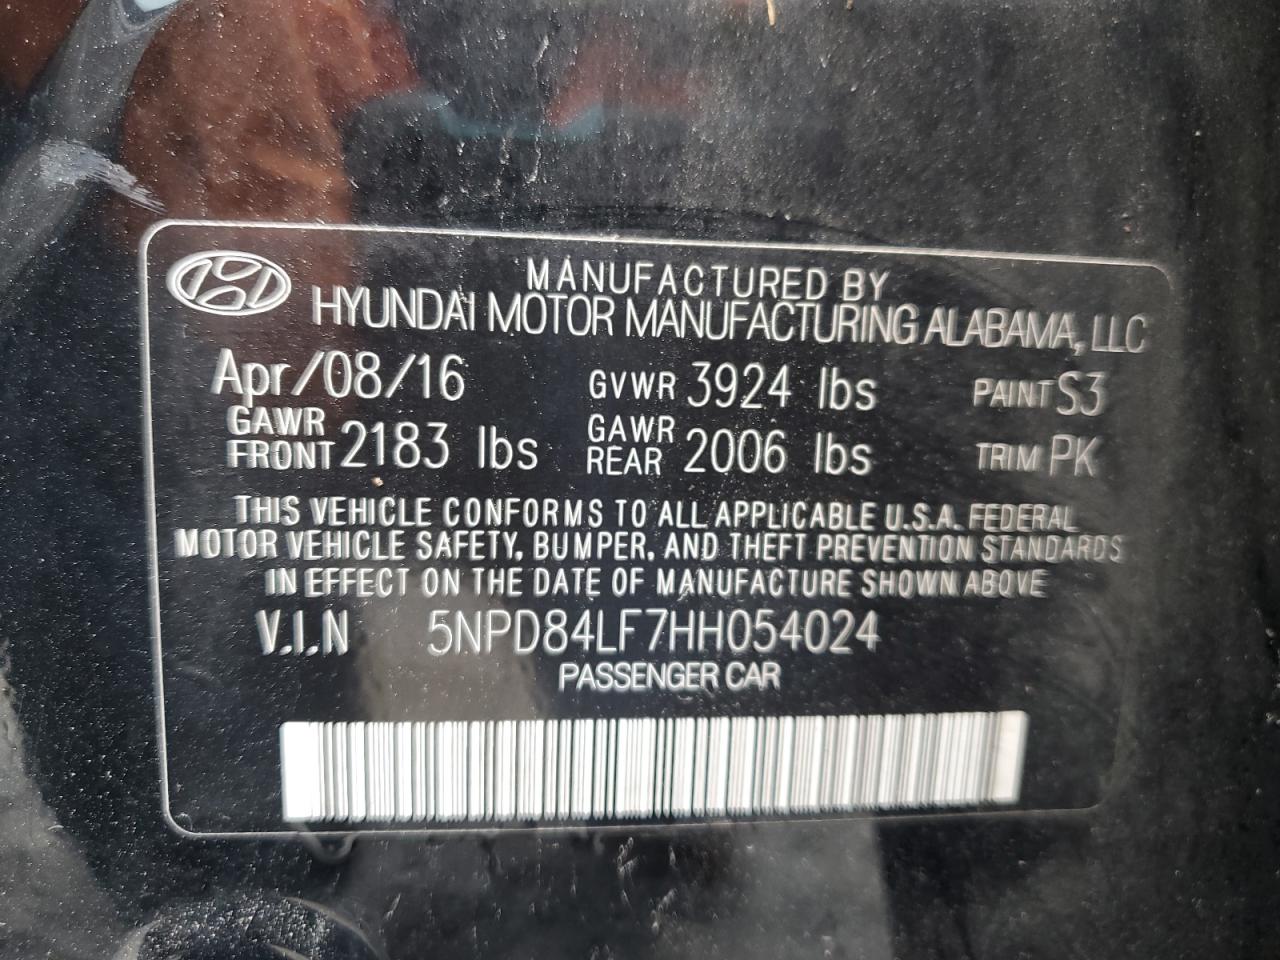 MANUFACTURED BY
HYUNDAI MOTOR MANUFACTURING ALABAMA, LLC
Apr/08/16 GVWR 3924 lbs PAINT S3
GAWR FRONT 2183 lbs GAWR REAR 2006 lbs TRIM PK
THIS VEHICLE CONFORMS TO ALL APPLICABLE U.S.A. FEDERAL
MOTOR VEHICLE SAFETY, BUMPER, AND THEFT PREVENTION STANDARDS
IN EFFECT ON THE DATE OF MANUFACTURE SHOWN ABOVE
V.I.N 5NPD84LF7HH054024
PASSENGER CAR